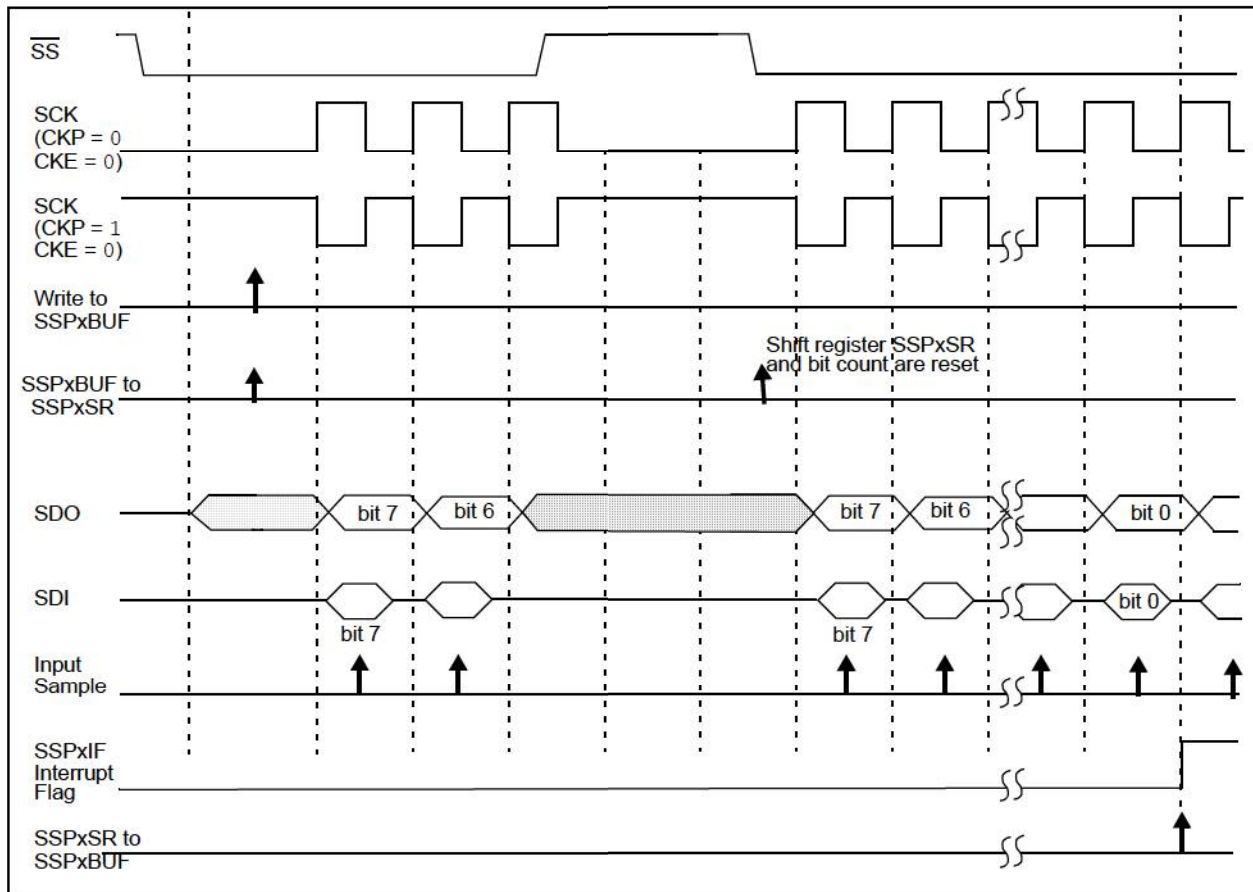 SS
SCK
(CKP = 0
CKE = 0)
SCK
(CKP = 1
CKE = 0)
Write to
SSPxBUF
Shift register SSPxSR
and bit count are reset
SSPxBUF to
SSPxSR
SDO
bit 7
bit 6
bit 7
bit 6
bit 0
SDI
bit 0
bit 7
bit 7
Input
Sample
SSPxIF
Interrupt
Flag
SSPxSR to
SSPxBUF